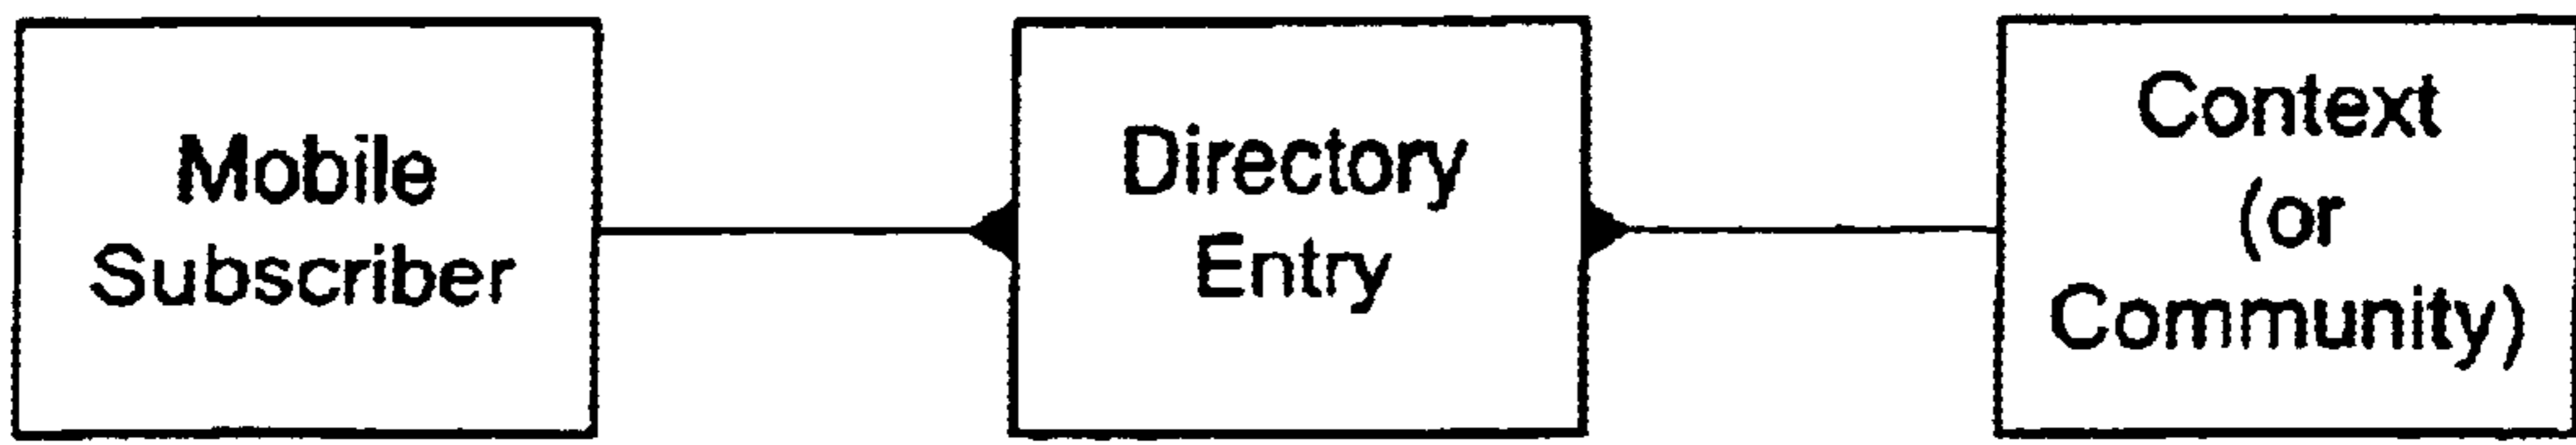 Mobile
Subscriber
Directory
Entry
Context
(or
Community)